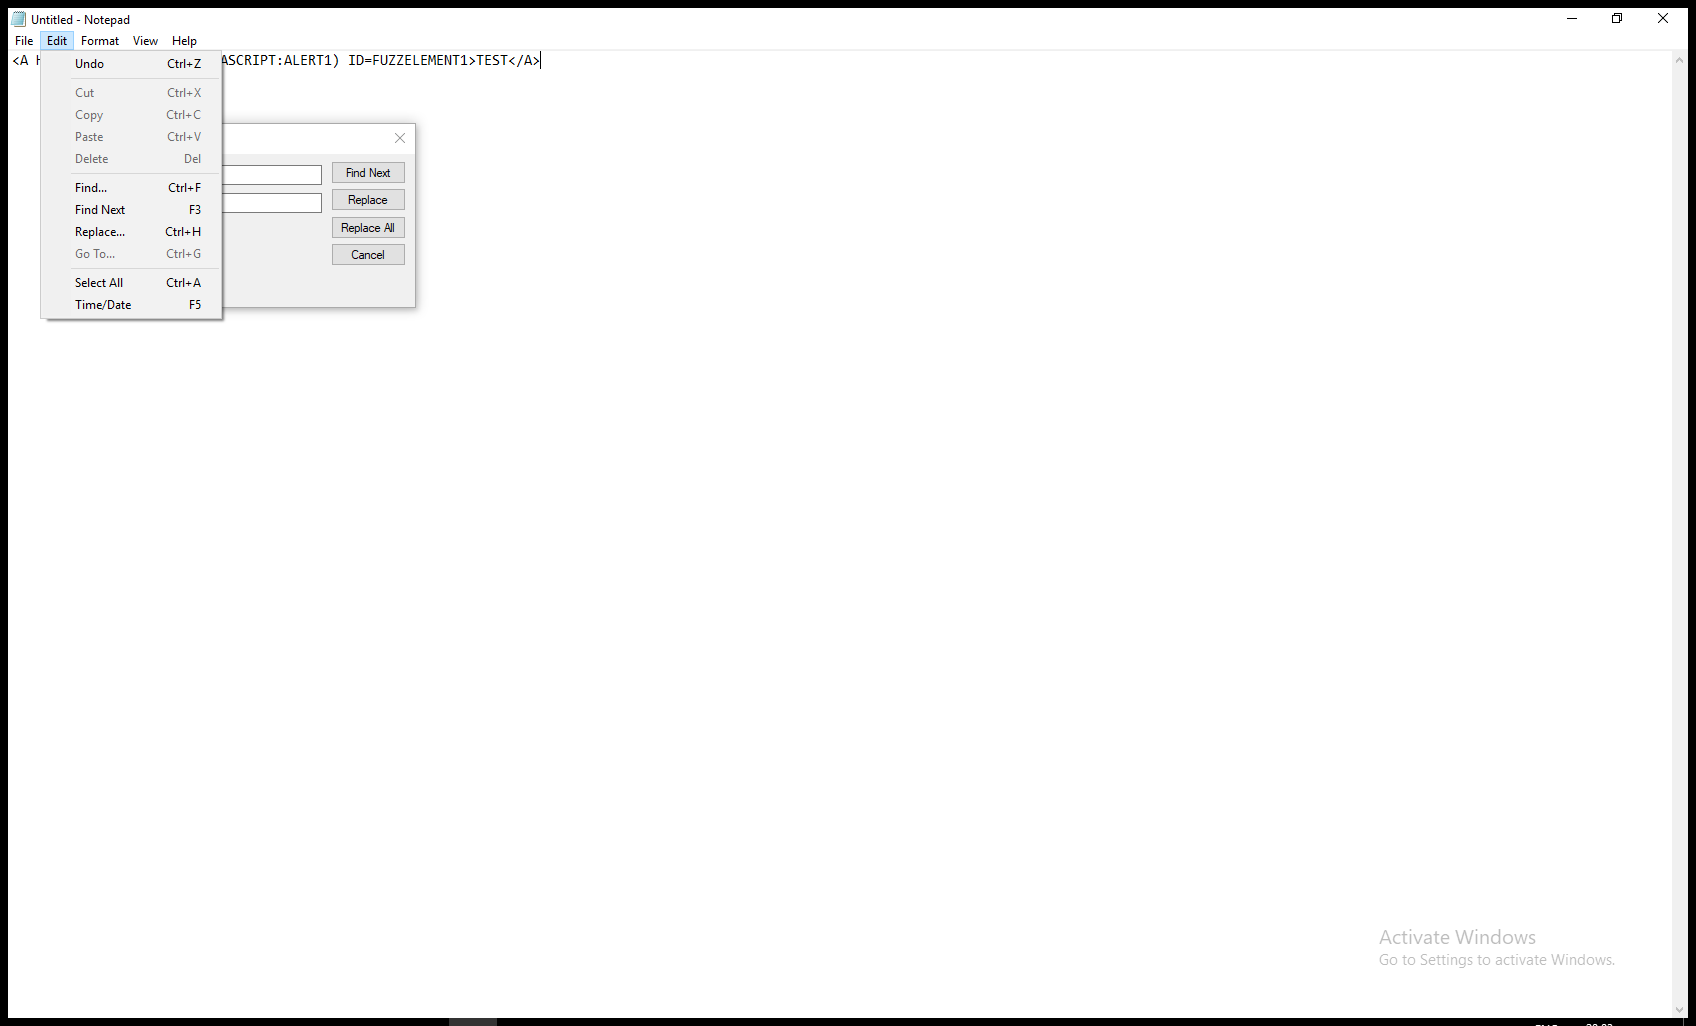 Untitled - Notepad
File Edit Format View Help
<A ASCRIPT:ALERT1) ID=FUZZELEMENT1>TEST</A>
Undo Ctrl+Z
Cut Ctrl+X
Copy Ctrl+C
Paste Ctrl+V
Delete Del
Find... Ctrl+F
Find Next F3
Replace... Ctrl+H
Go To... Ctrl+G
Select All Ctrl+A
Time/Date F5
Find Next
Replace
Replace All
Cancel
Activate Windows
Go to Settings to activate Windows.